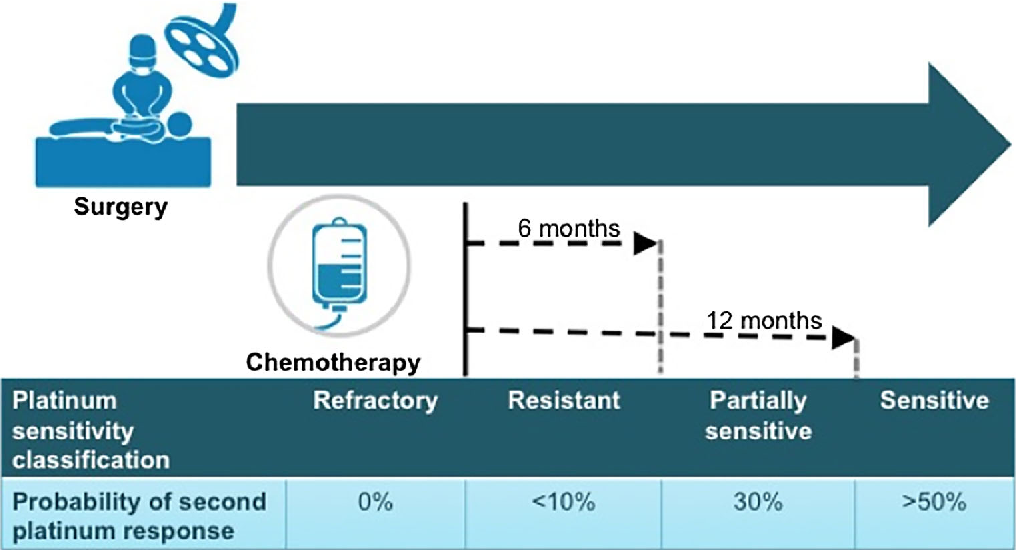 Surgery
6 months
12 months
Chemotherapy
Platinum
sensitivity
classification
Refractory
Resistant
Partially
sensitive
Sensitive
Probability of second
platinum response
0%
<10%
30%
>50%